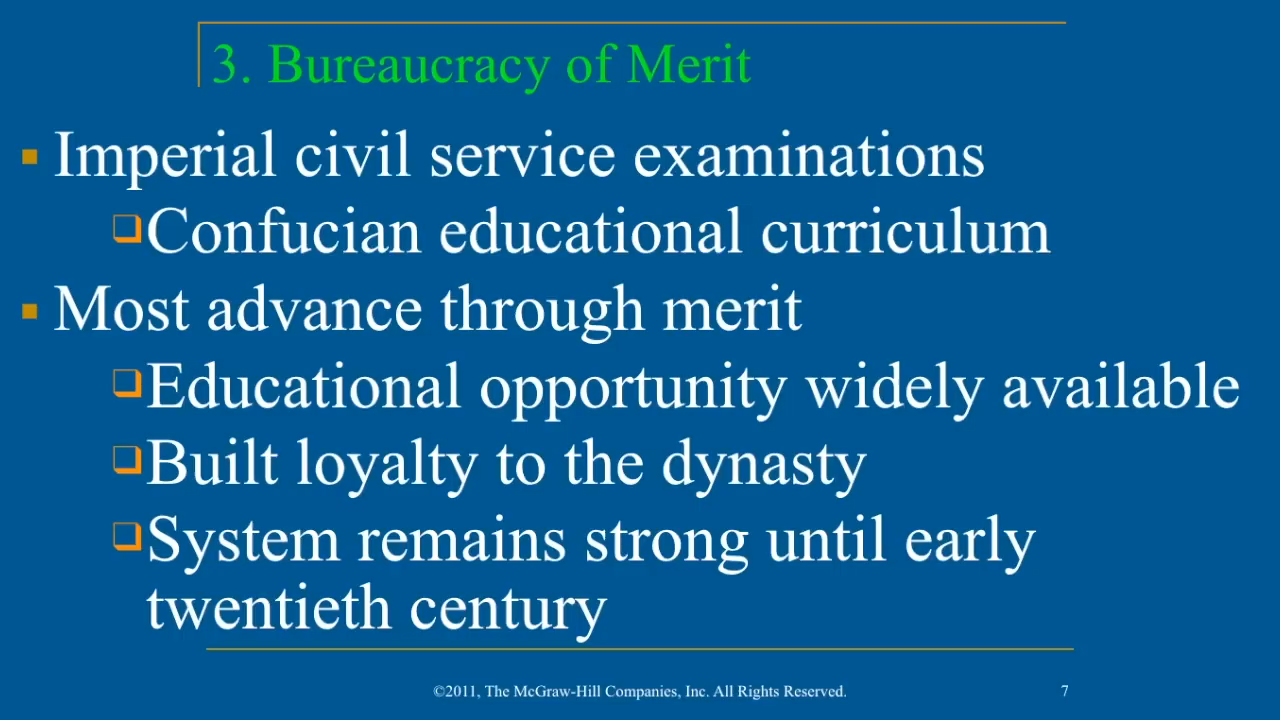 3. Bureaucracy of Merit
Imperial civil service examinations
Confucian educational curriculum
Most advance through merit
Educational opportunity widely available
Built loyalty to the dynasty
System remains strong until early
twentieth century
©2011, The McGraw-Hill Companies, Inc. All Rights Reserved.
7